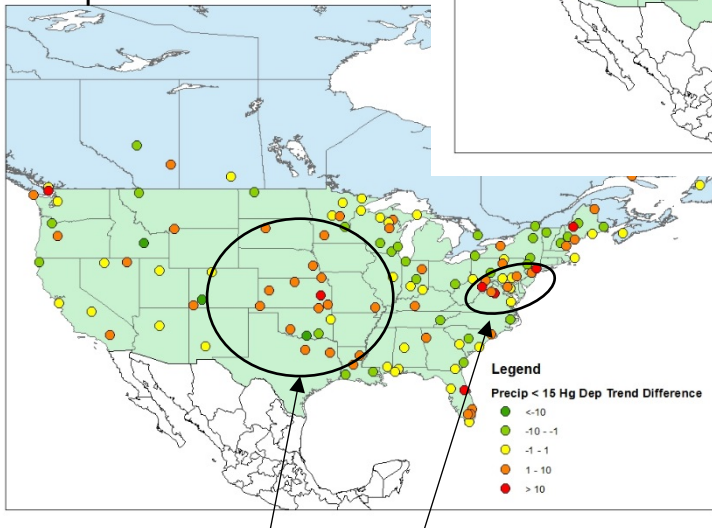 Legend
Precip < 15 Hg Dep Trend Difference
<-10
-10 - -1
-1 - 1
1 - 10
> 10